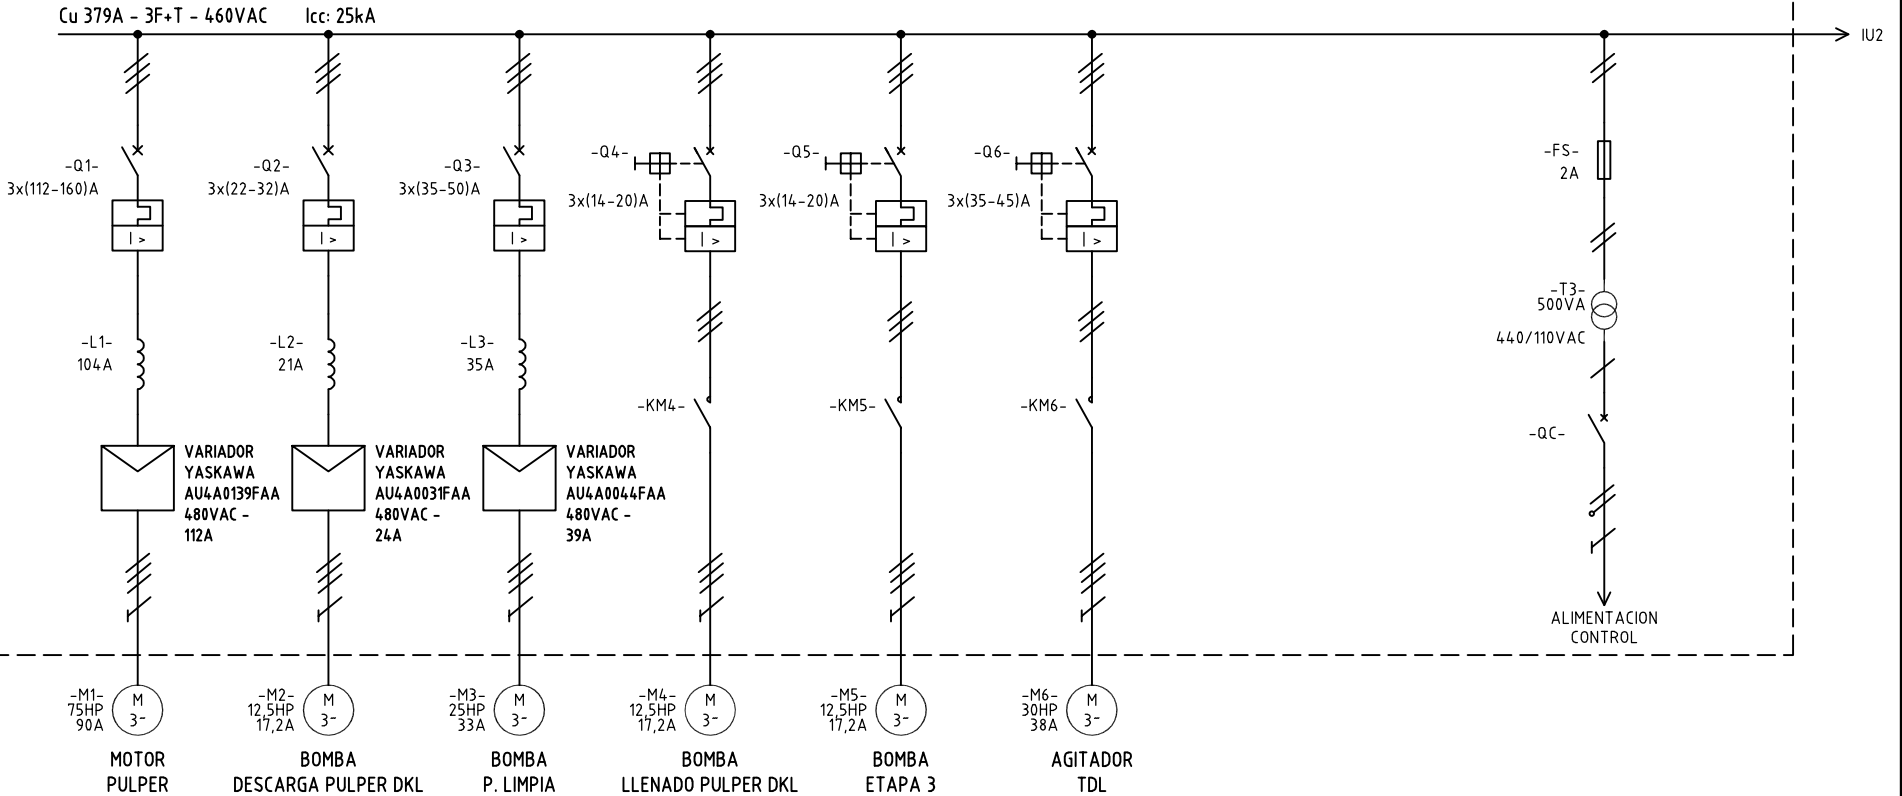 Cu 379A - 3F+T - 460VAC Icc: 25kA
IU2
-Q1-
3x(112-160)A
I >
-L1-
104A
VARIADOR
YASKAWA
AU4A0139FAA
480VAC -
112A
-M1-
75HP
90A
M
3~
MOTOR
PULPER
-Q2-
3x(22-32)A
I >
-L2-
21A
VARIADOR
YASKAWA
AU4A0031FAA
480VAC -
24A
-M2-
12,5HP
17,2A
M
3~
BOMBA
DESCARGA PULPER DKL
-Q3-
3x(35-50)A
I >
-L3-
35A
VARIADOR
YASKAWA
AU4A0044FAA
480VAC -
39A
-M3-
25HP
33A
M
3~
BOMBA
P. LIMPIA
-Q4-
3x(14-20)A
I >
-KM4-
-M4-
12,5HP
17,2A
M
3~
BOMBA
LLENADO PULPER DKL
-Q5-
3x(14-20)A
I >
-KM5-
-M5-
12,5HP
17,2A
M
3~
BOMBA
ETAPA 3
-Q6-
3x(35-45)A
I >
-KM6-
-M6-
30HP
38A
M
3~
AGITADOR
TDL
-FS-
2A
-T3-
500VA
440/110VAC
-QC-
ALIMENTACION
CONTROL